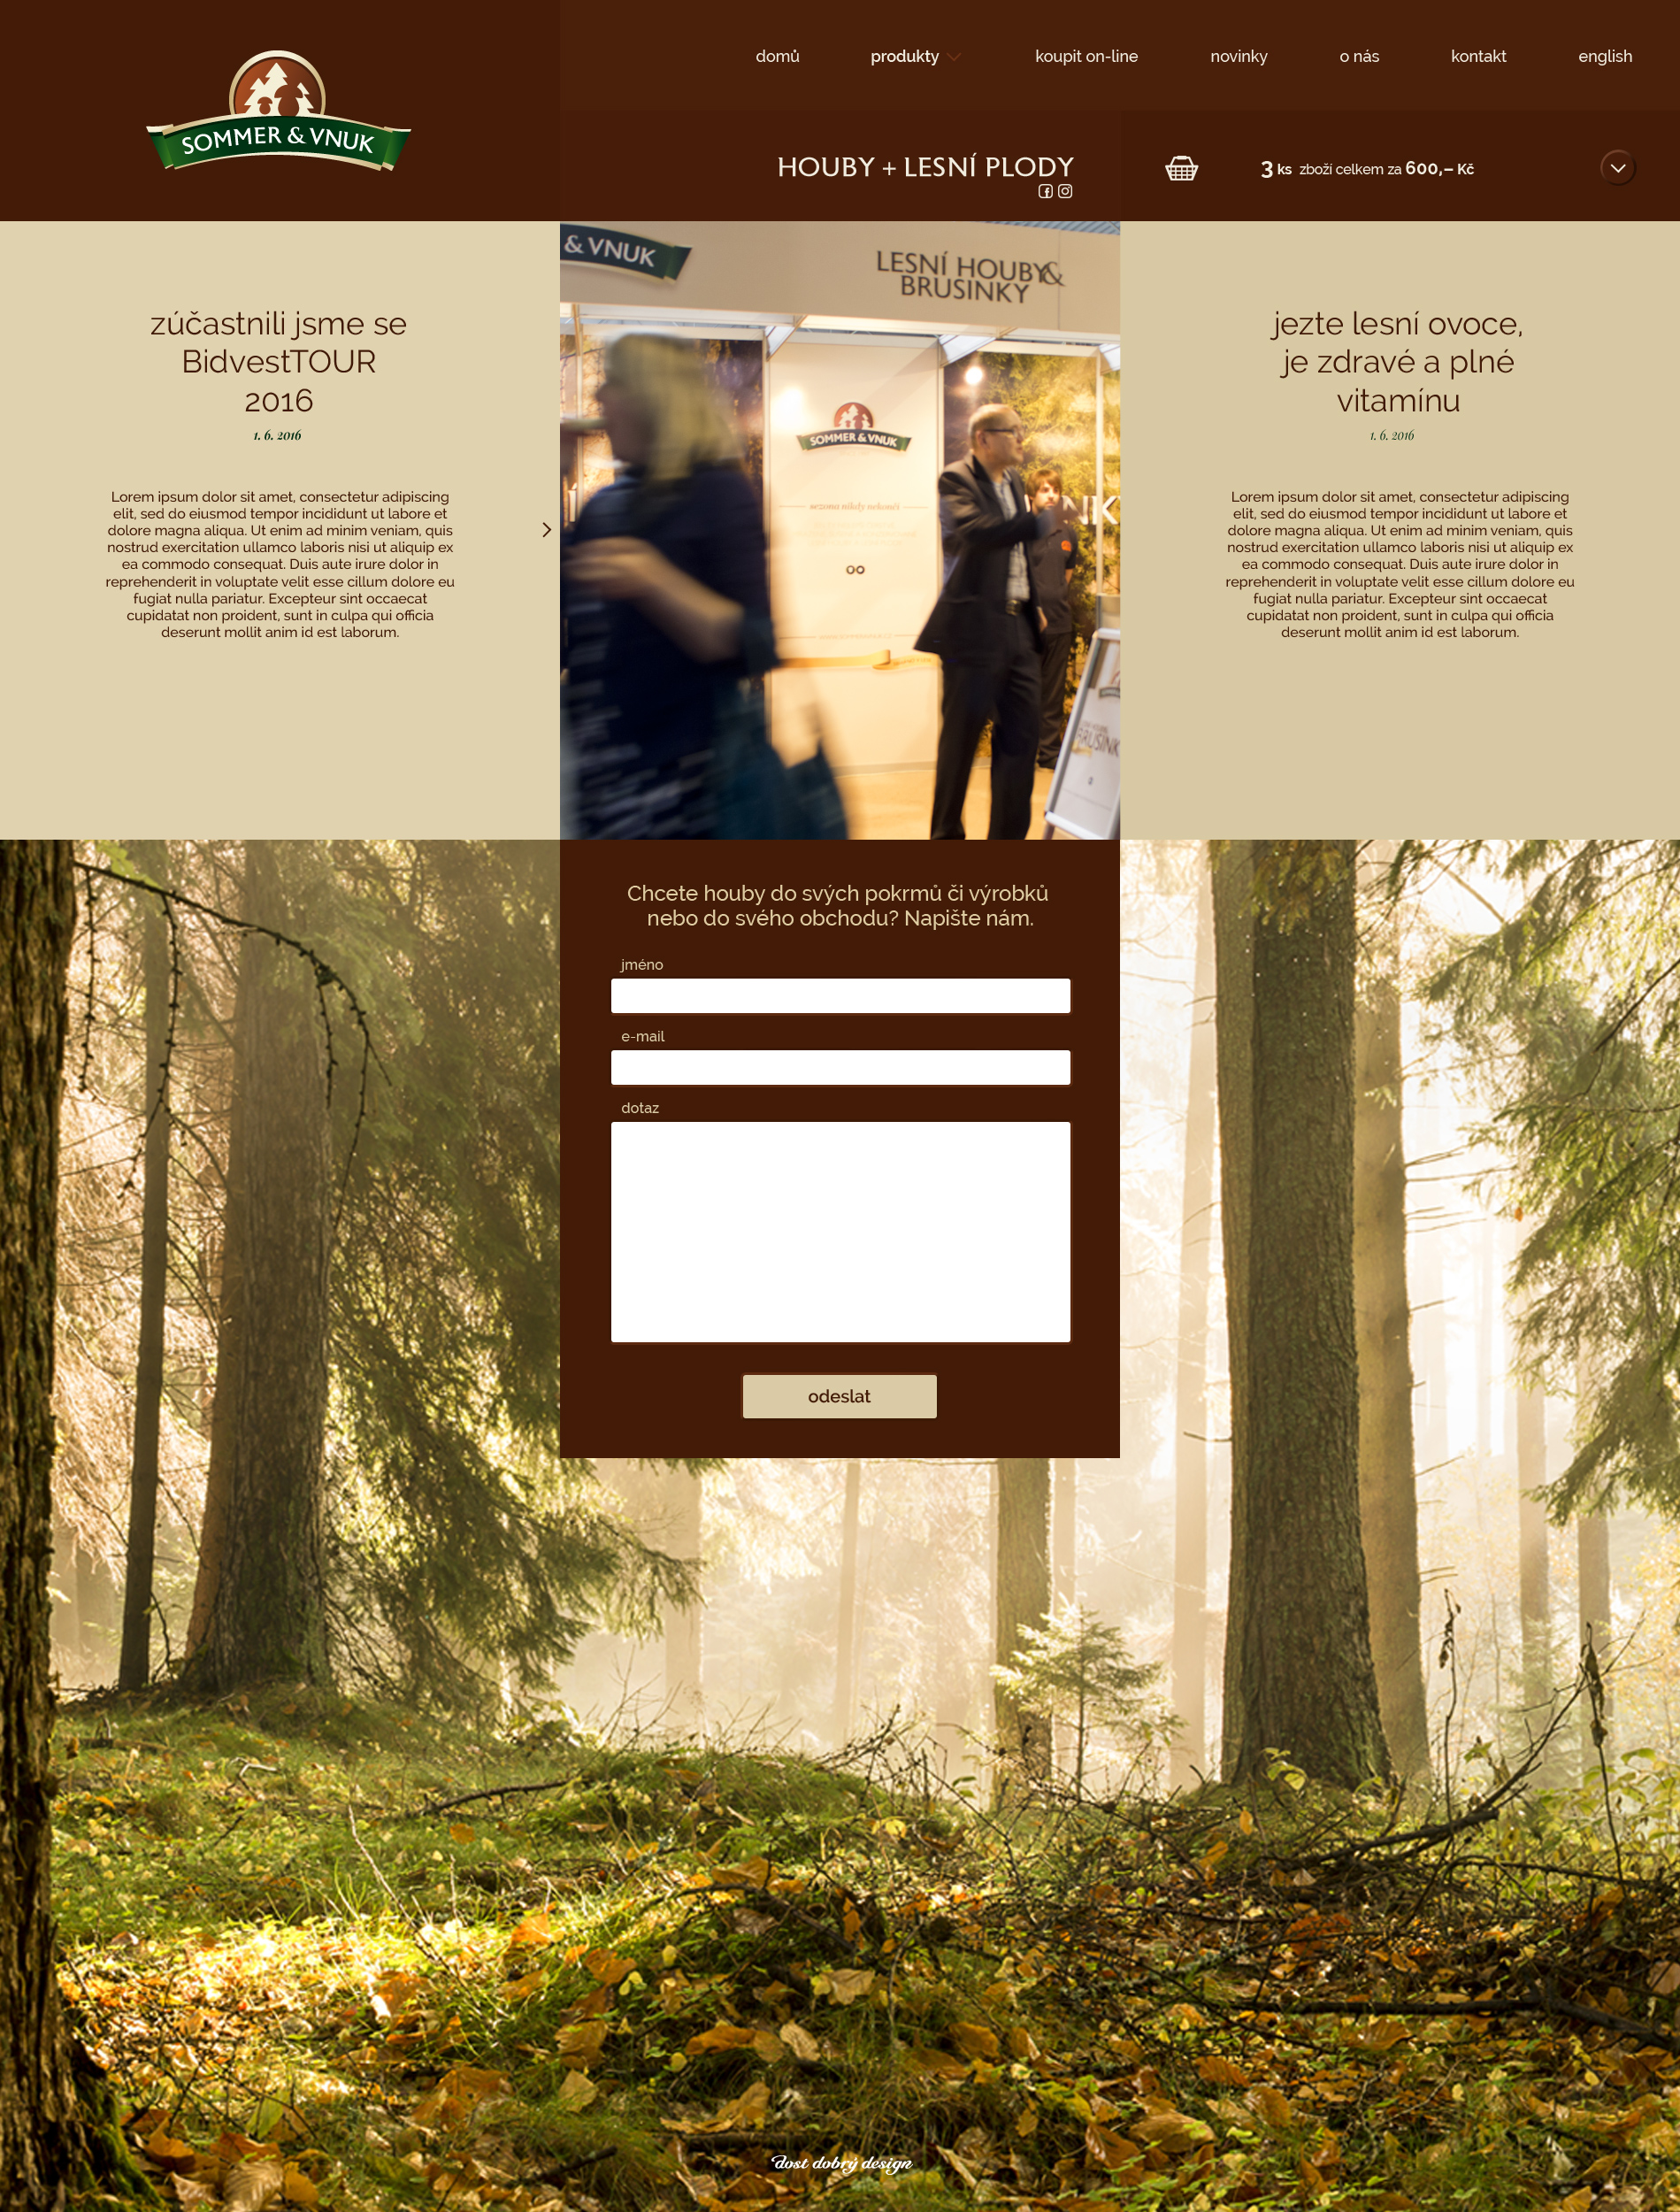 domů produkty koupit on-line novinky o nás kontakt english
SOMMER & VNUK
HOUBY + LESNÍ PLODY
3 ks zboží celkem za 600,– Kč
zúčastnili jsme se
BidvestTOUR
2016
1. 6. 2016
Lorem ipsum dolor sit amet, consectetur adipiscing
elit, sed do eiusmod tempor incididunt ut labore et
dolore magna aliqua. Ut enim ad minim veniam, quis
nostrud exercitation ullamco laboris nisi ut aliquip ex
ea commodo consequat. Duis aute irure dolor in
reprehenderit in voluptate velit esse cillum dolore eu
fugiat nulla pariatur. Excepteur sint occaecat
cupidatat non proident, sunt in culpa qui officia
deserunt mollit anim id est laborum.
& VNUK
LESNÍ HOUBY &
BRUSINKY
SOMMER & VNUK
sezona nikdy nekončí
jezte lesní ovoce,
je zdravé a plné
vitamínu
1. 6. 2016
Lorem ipsum dolor sit amet, consectetur adipiscing
elit, sed do eiusmod tempor incididunt ut labore et
dolore magna aliqua. Ut enim ad minim veniam, quis
nostrud exercitation ullamco laboris nisi ut aliquip ex
ea commodo consequat. Duis aute irure dolor in
reprehenderit in voluptate velit esse cillum dolore eu
fugiat nulla pariatur. Excepteur sint occaecat
cupidatat non proident, sunt in culpa qui officia
deserunt mollit anim id est laborum.
Chcete houby do svých pokrmů či výrobků
nebo do svého obchodu? Napište nám.
jméno
e-mail
dotaz
odeslat
dost dobrý design